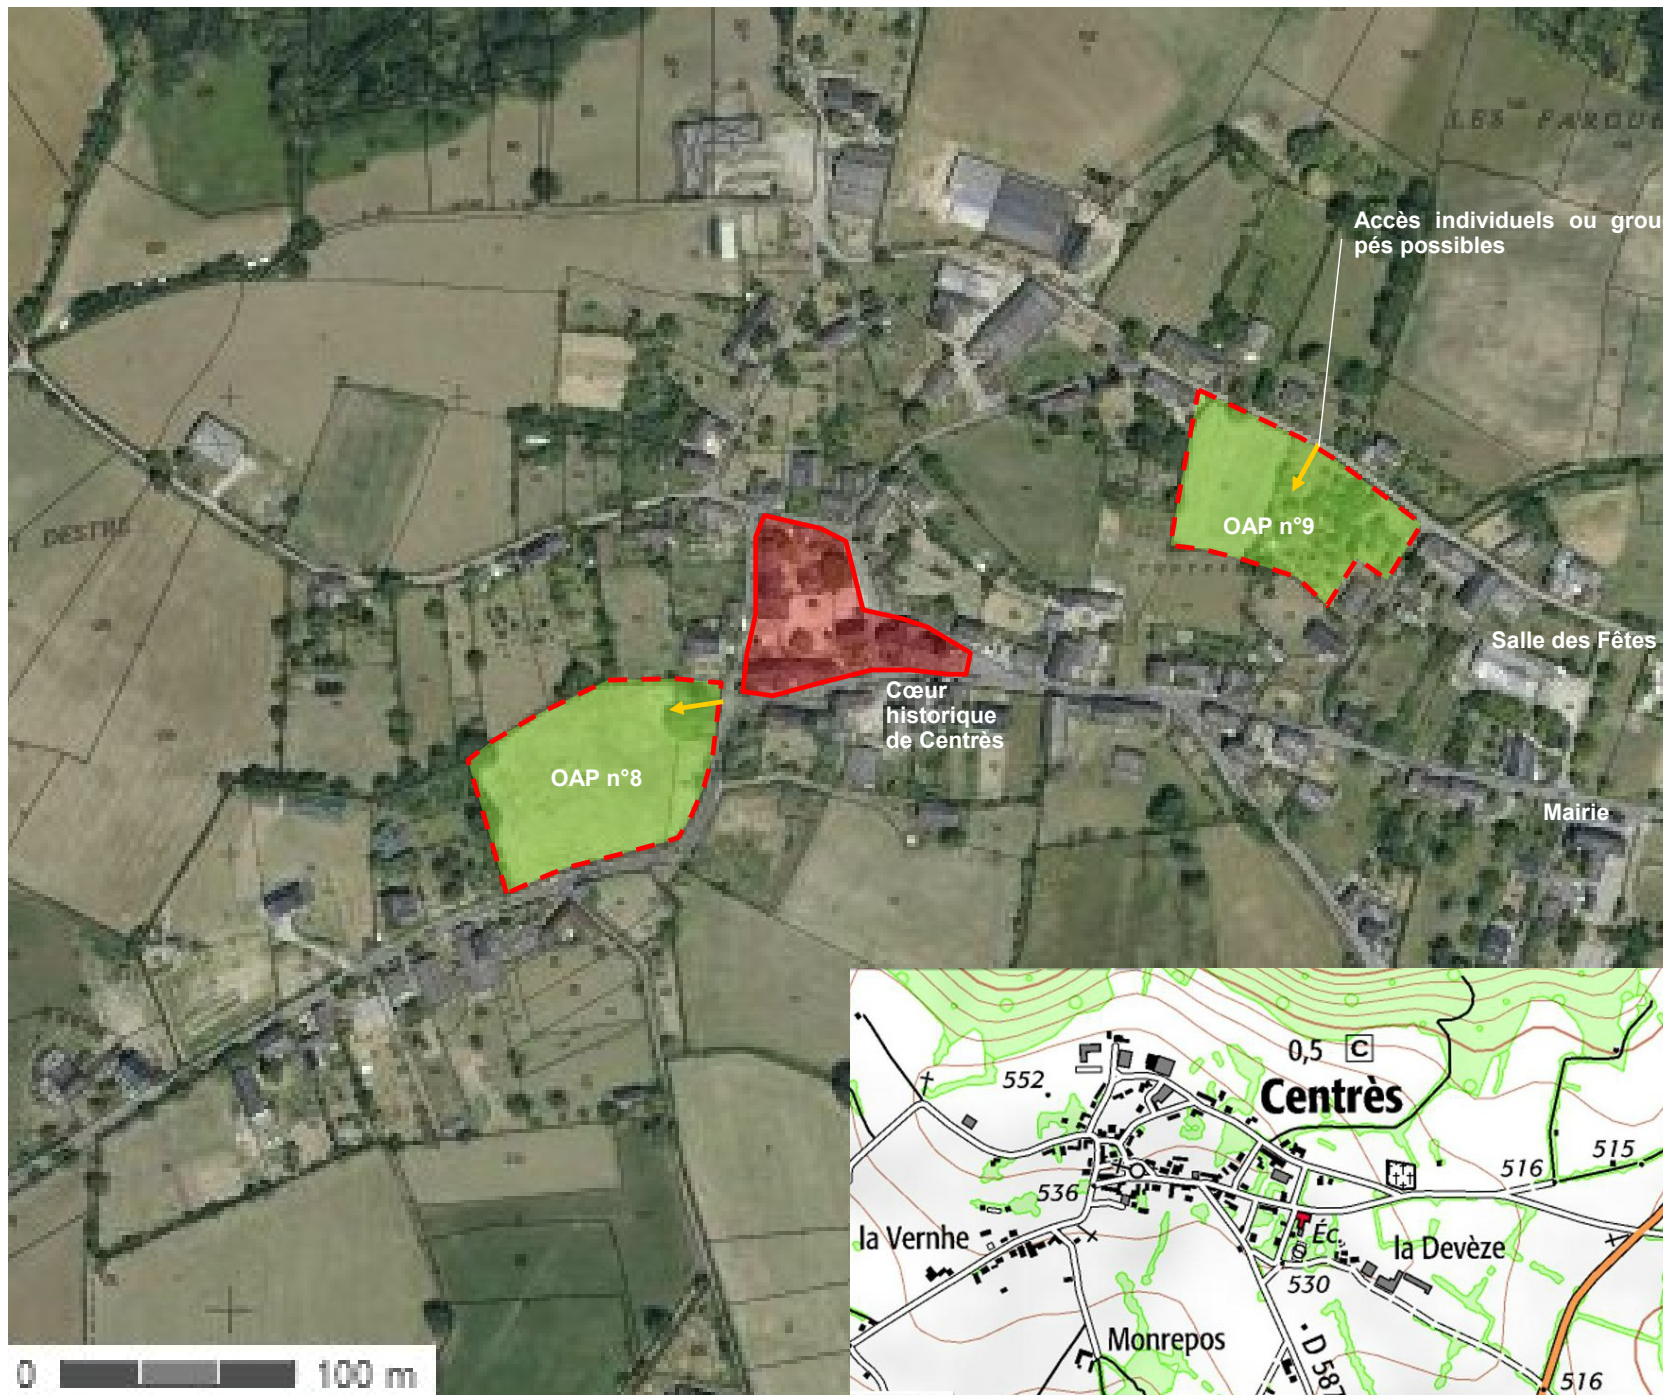 LES FARGUE
Accès individuels ou grou
pés possibles
OAP n°9
DESTRE
Salle des Fêtes
Cœur
historique
de Centrès
OAP n°8
Mairie
0,5 C
552
Centrès
515
516
536
la Vernhe
Éc.
la Devèze
530
Monrepos
D 587
516
0 100 m